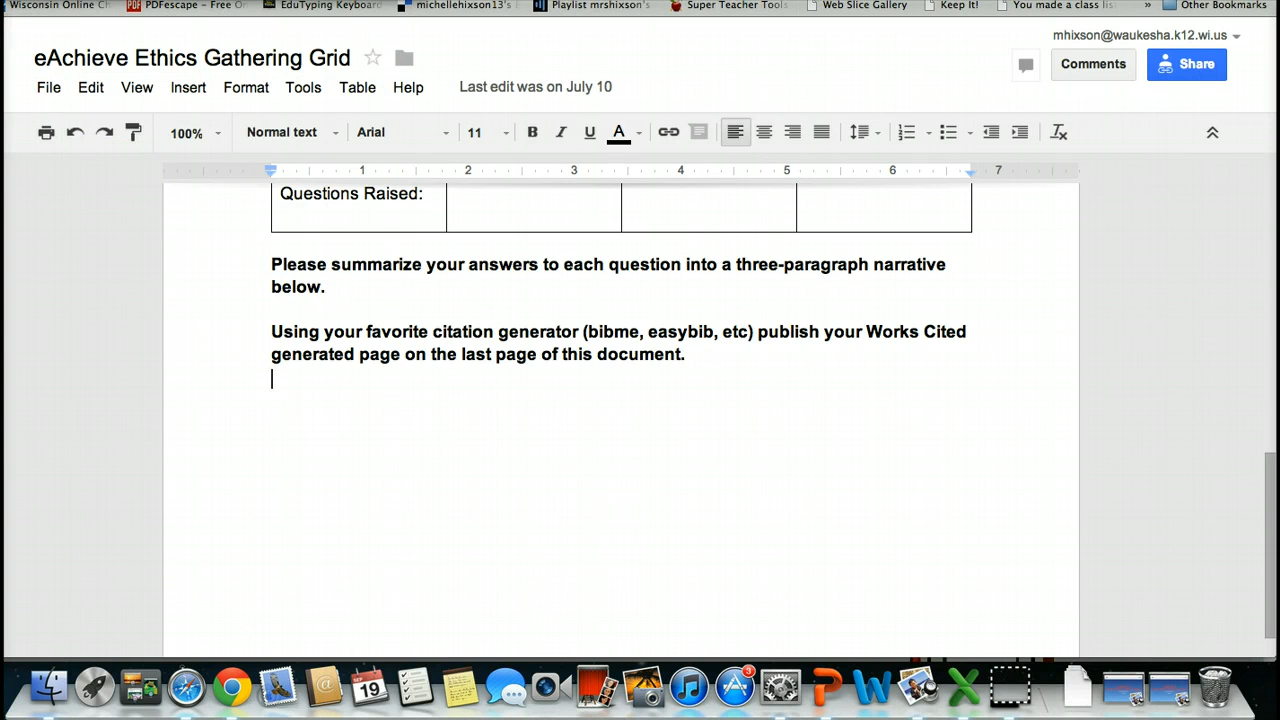 Wisconsin Online Ch PDFescape - Free O EduTyping Keyboard michellehixson13's Playlist mrshixson's Super Teacher Tools Web Slice Gallery Keep It! You made a class lis » Other Bookmarks
mhixson@waukesha.k12.wi.us
eAchieve Ethics Gathering Grid
Comments Share
File Edit View Insert Format Tools Table Help Last edit was on July 10
100% Normal text Arial 11 B I U A
1 2 3 4 5 6 7
Questions Raised:
Please summarize your answers to each question into a three-paragraph narrative
below.
Using your favorite citation generator (bibme, easybib, etc) publish your Works Cited
generated page on the last page of this document.
SEP
19
3